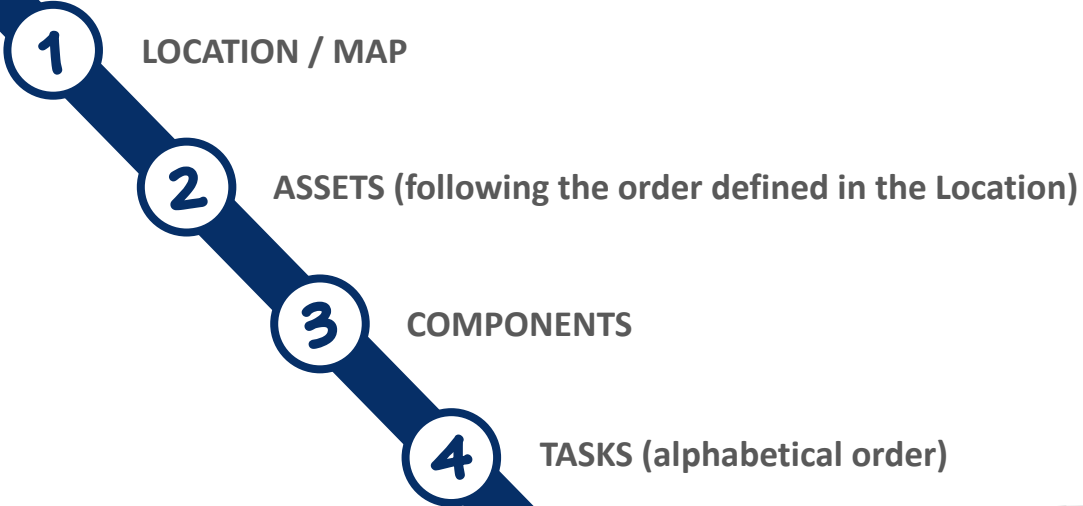 1
LOCATION / MAP
2
ASSETS (following the order defined in the Location)
3
COMPONENTS
4
TASKS (alphabetical order)